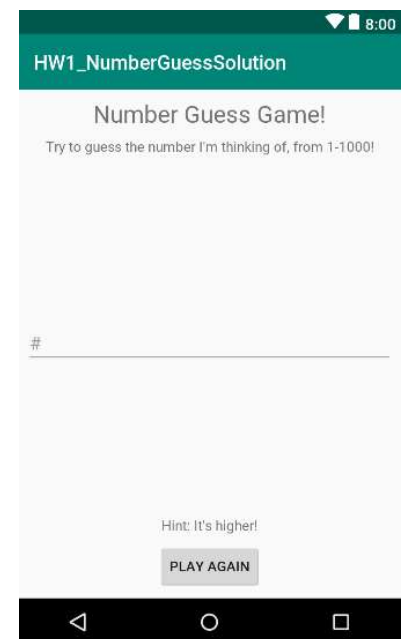 8:00
HW1_NumberGuessSolution
Number Guess Game!
Try to guess the number I'm thinking of, from 1-1000!
#
Hint: It's higher!
PLAY AGAIN